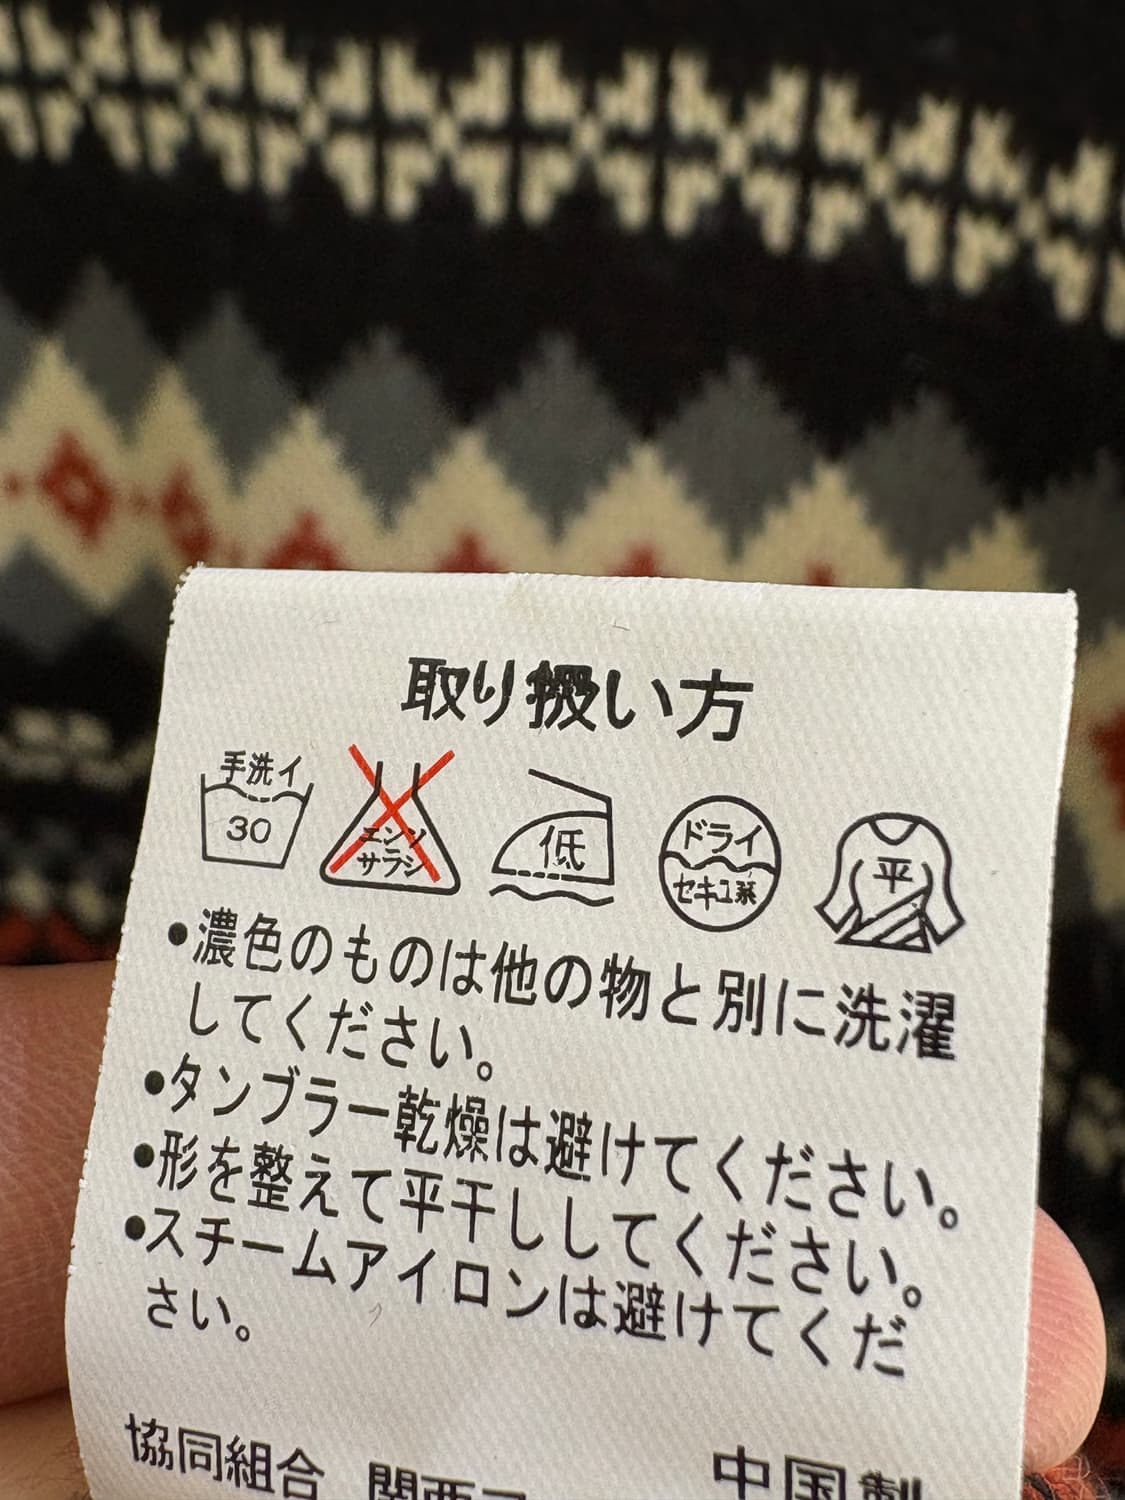 取り扱い方
手洗イ
30
エンソ
サラシ
低
ドライ
セキユ系
平
•濃色のものは他の物と別に洗濯
してください。
•タンブラー乾燥は避けてください。
•形を整えて平干ししてください。
•スチームアイロンは避けてくだ
さい。
協同組合 関西
中国製